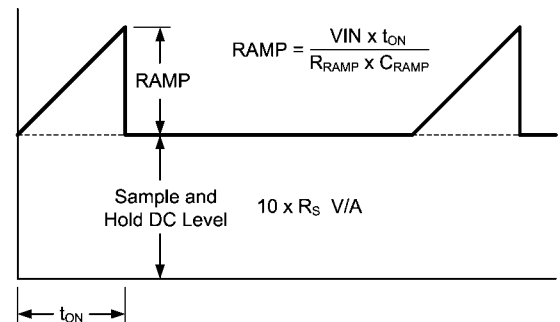 RAMP = VIN x tON / RRAMP x CRAMP
RAMP
Sample and
Hold DC Level
10 x RS V/A
tON